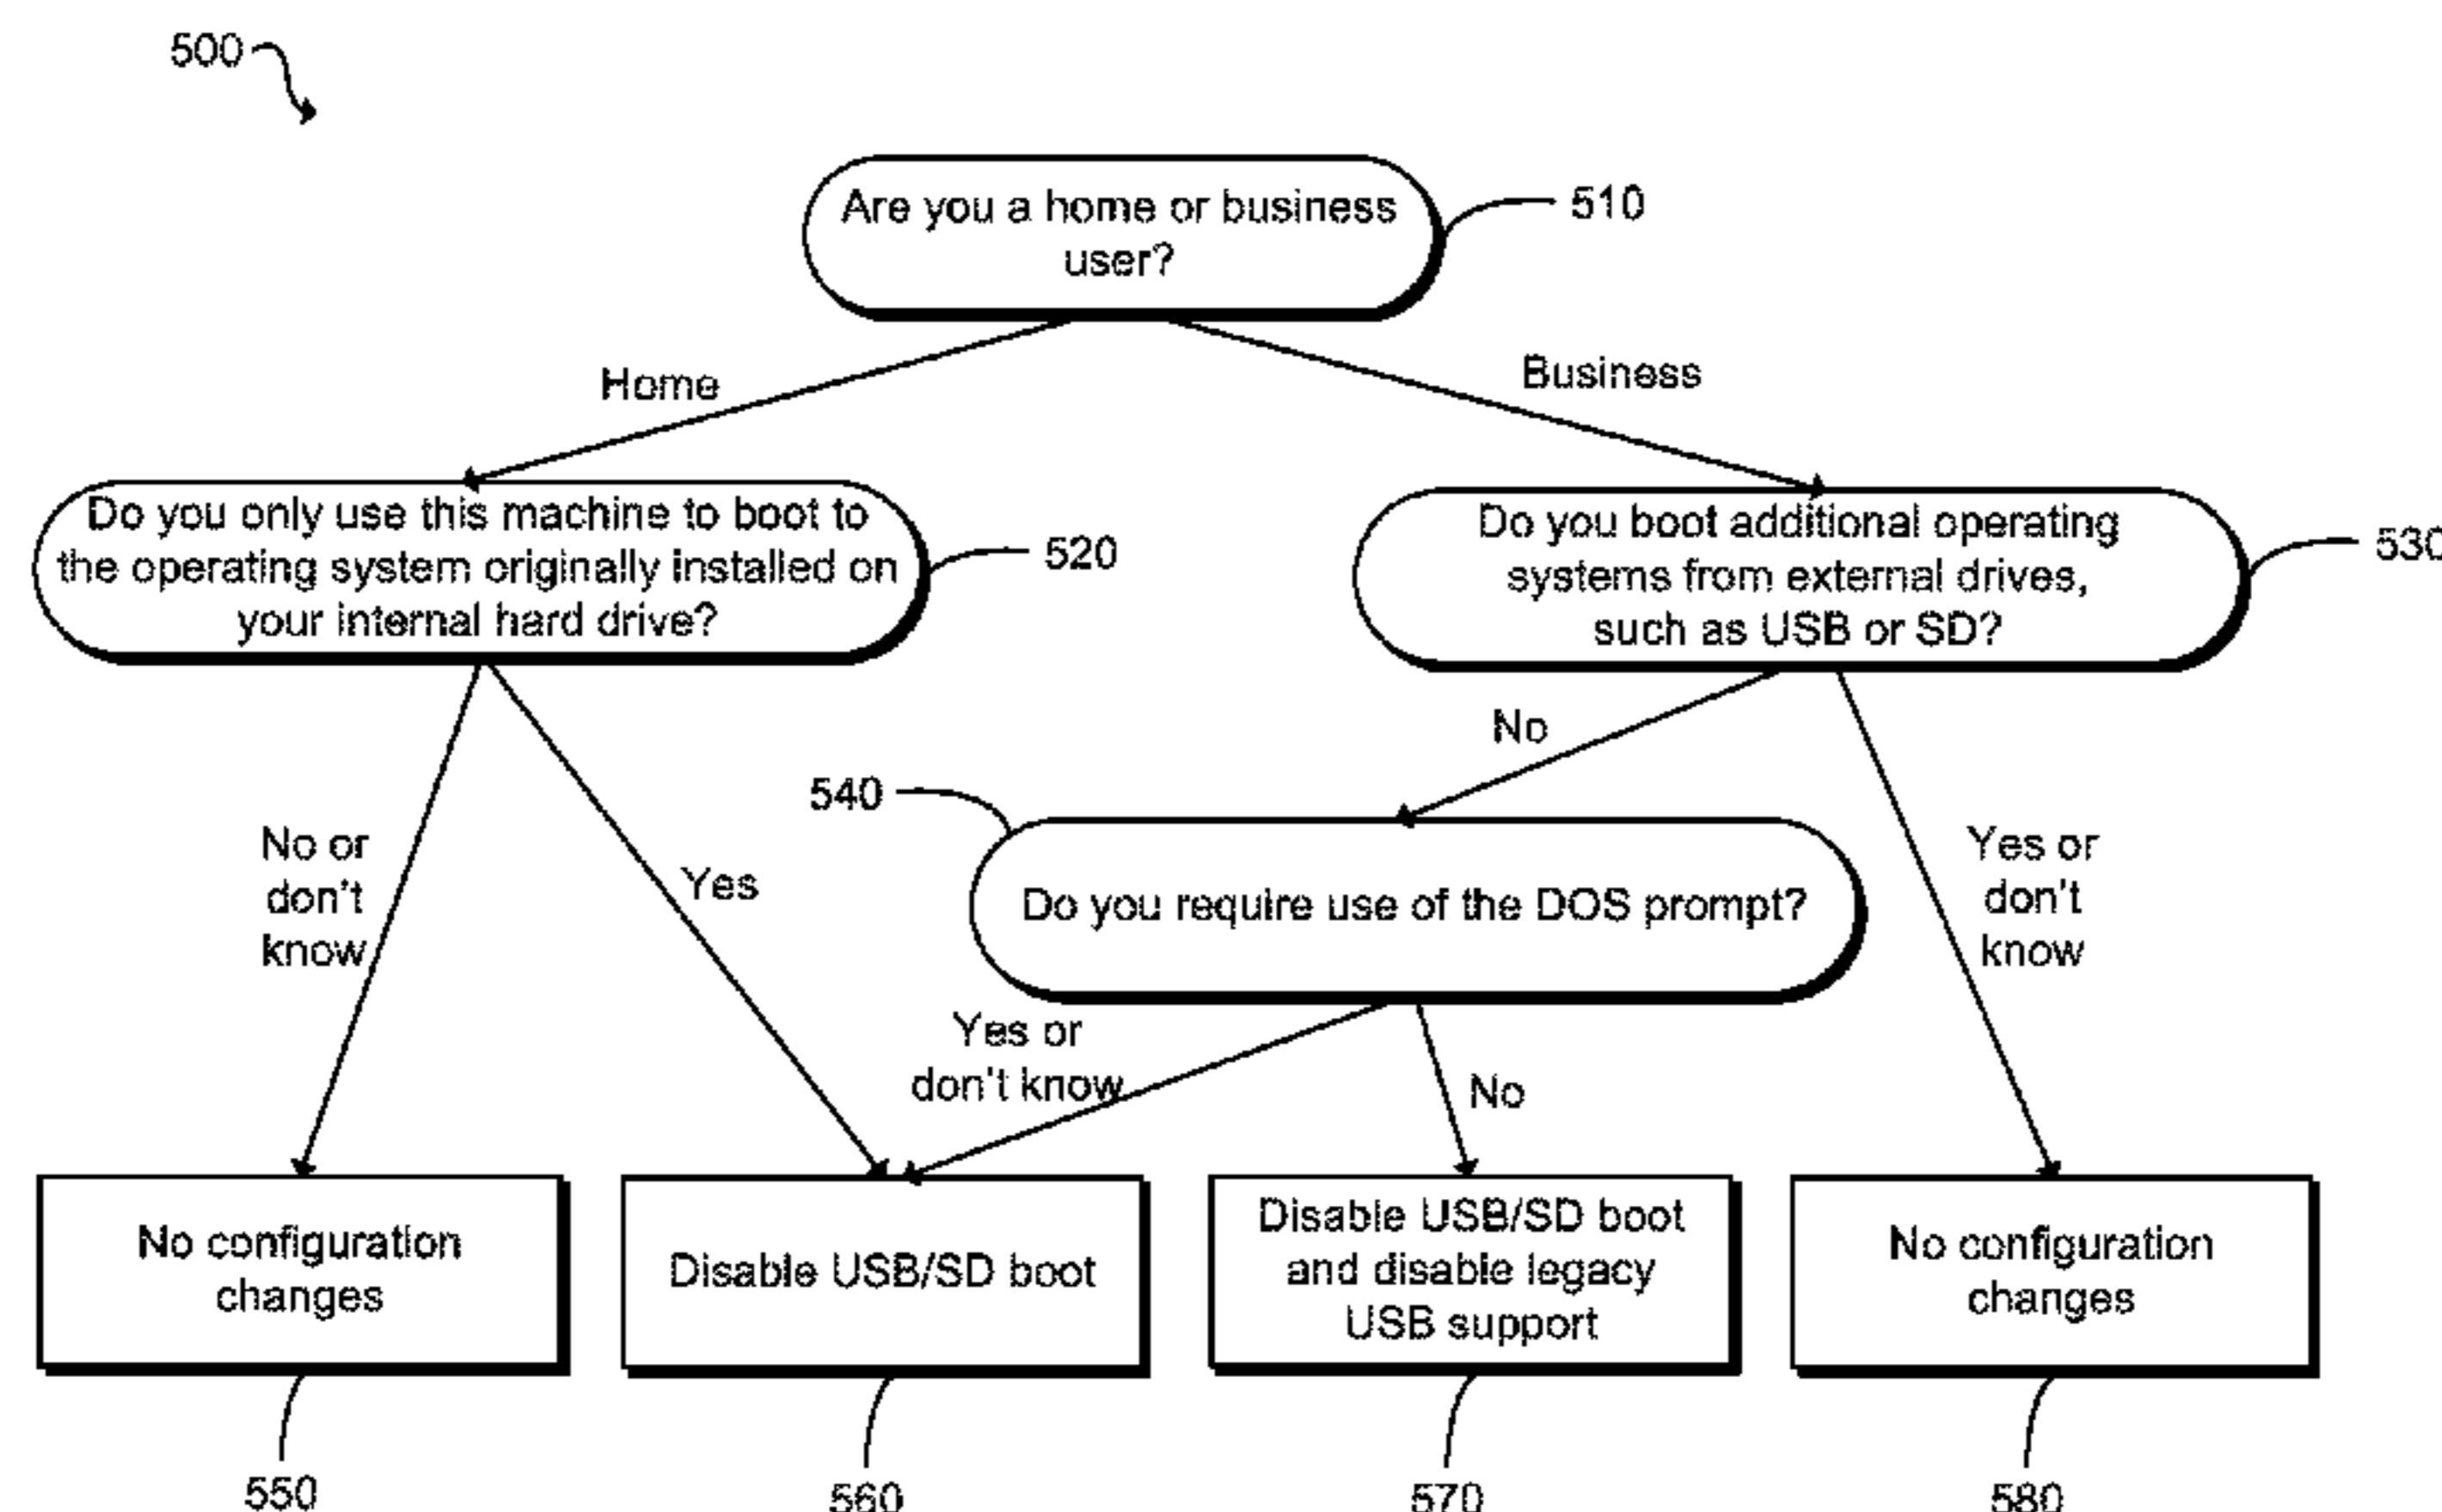 500
Are you a home or business
user?
510
Home
Business
Do you only use this machine to boot to
the operating system originally installed on
your internal hard drive?
520
Do you boot additional operating
systems from external drives,
such as USB or SD?
530
No
540
Do you require use of the DOS prompt?
No or
don't
know
Yes
Yes or
don't
know
Yes or
don't know
No
No configuration
changes
Disable USB/SD boot
Disable USB/SD boot
and disable legacy
USB support
No configuration
changes
550
560
570
580